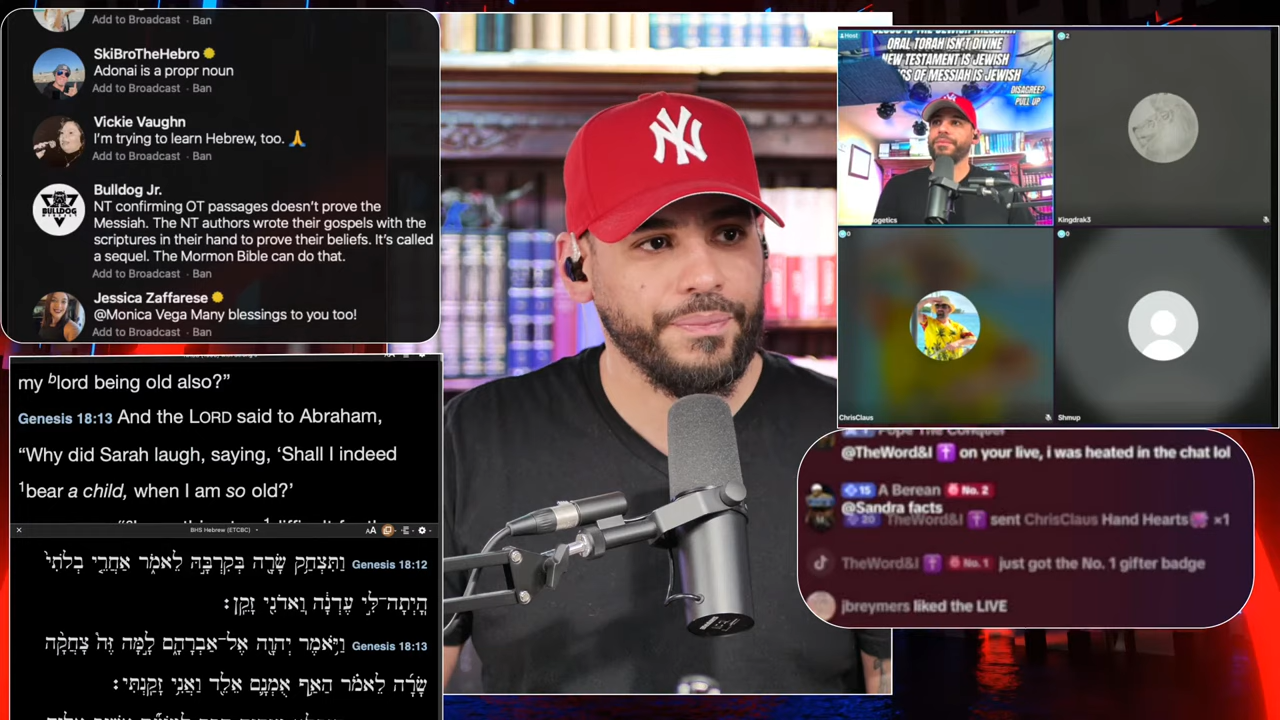 Add to Broadcast · Ban
SkiBroTheHebro
Adonai is a propr noun
Add to Broadcast · Ban
Vickie Vaughn
I'm trying to learn Hebrew, too. 🙏
Add to Broadcast · Ban
Bulldog Jr.
NT confirming OT passages doesn't prove the
Messiah. The NT authors wrote their gospels with the
scriptures in their hand to prove their beliefs. It's called
a sequel. The Mormon Bible can do that.
Add to Broadcast · Ban
Jessica Zaffarese
@Monica Vega Many blessings to you too!
Add to Broadcast · Ban
BULLDOG
my blord being old also?"
Genesis 18:13 And the LORD said to Abraham,
"Why did Sarah laugh, saying, 'Shall I indeed
1bear a child, when I am so old?'
BHS Hebrew (ETCBC)
Genesis 18:12 וַתִּצְחַ֥ק שָׂרָ֖ה בְּקִרְבָּ֣הּ לֵאמֹ֑ר אַחֲרֵ֤י בְלֹתִי֙
הָֽיְתָה־לִּ֣י עֶדְנָ֔ה וַֽאדֹנִ֖י זָקֵֽן׃
Genesis 18:13 וַיֹּ֥אמֶר יְהוָ֖ה אֶל־אַבְרָהָ֑ם לָ֣מָּה זֶּה֩ צָחֲקָ֨ה
שָׂרָ֜ה לֵאמֹ֗ר הַאַ֥ף אֻמְנָ֛ם אֵלֵ֖ד וַאֲנִ֥י זָקַֽנְתִּי׃
NY
Host
ORAL TORAH ISN'T DIVINE
NEW TESTAMENT IS JEWISH
OF MESSIAH IS JEWISH
DISAGREE?
PULL UP
2
Kingdrak3
0
ChrisClaus
0
Shmup
Pope The Conquer
@TheWord&I ✝️ on your live, i was heated in the chat lol
15 A Berean No. 2
@Sandra facts
20 TheWord&I ✝️ sent ChrisClaus Hand Hearts ×1
TheWord&I ✝️ No. 1 just got the No. 1 gifter badge
jbreymers liked the LIVE